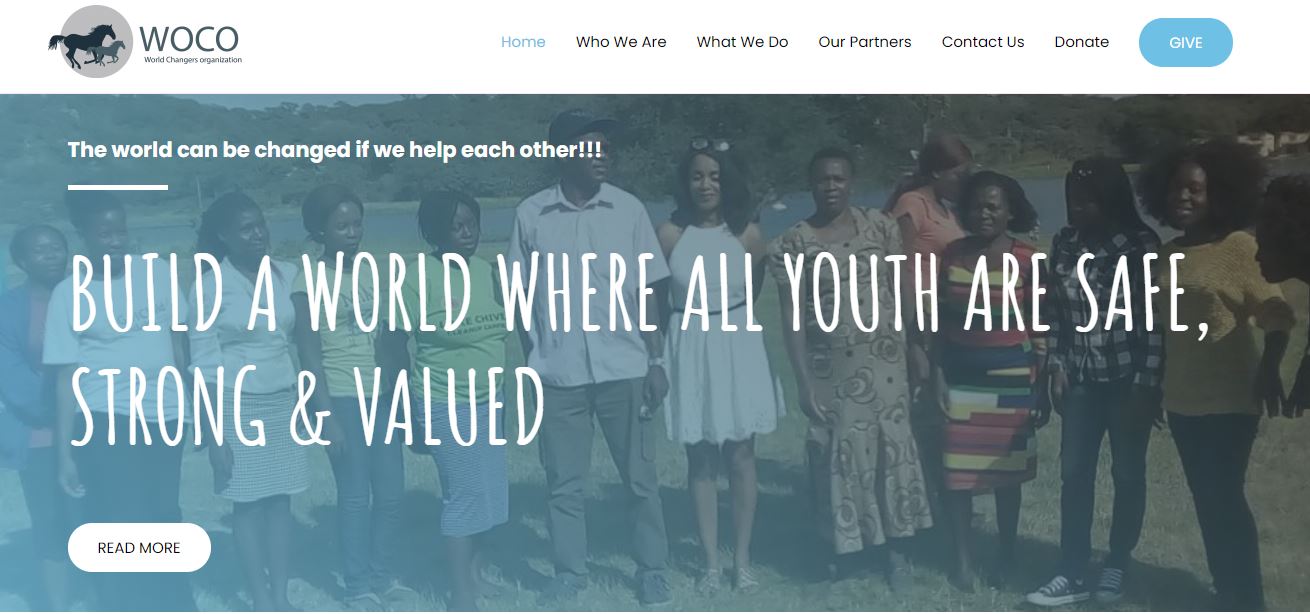 WOCO
World Changers organization
Home Who We Are What We Do Our Partners Contact Us Donate GIVE
The world can be changed if we help each other!!!
BUILD A WORLD WHERE ALL YOUTH ARE SAFE,
STRONG & VALUED
READ MORE